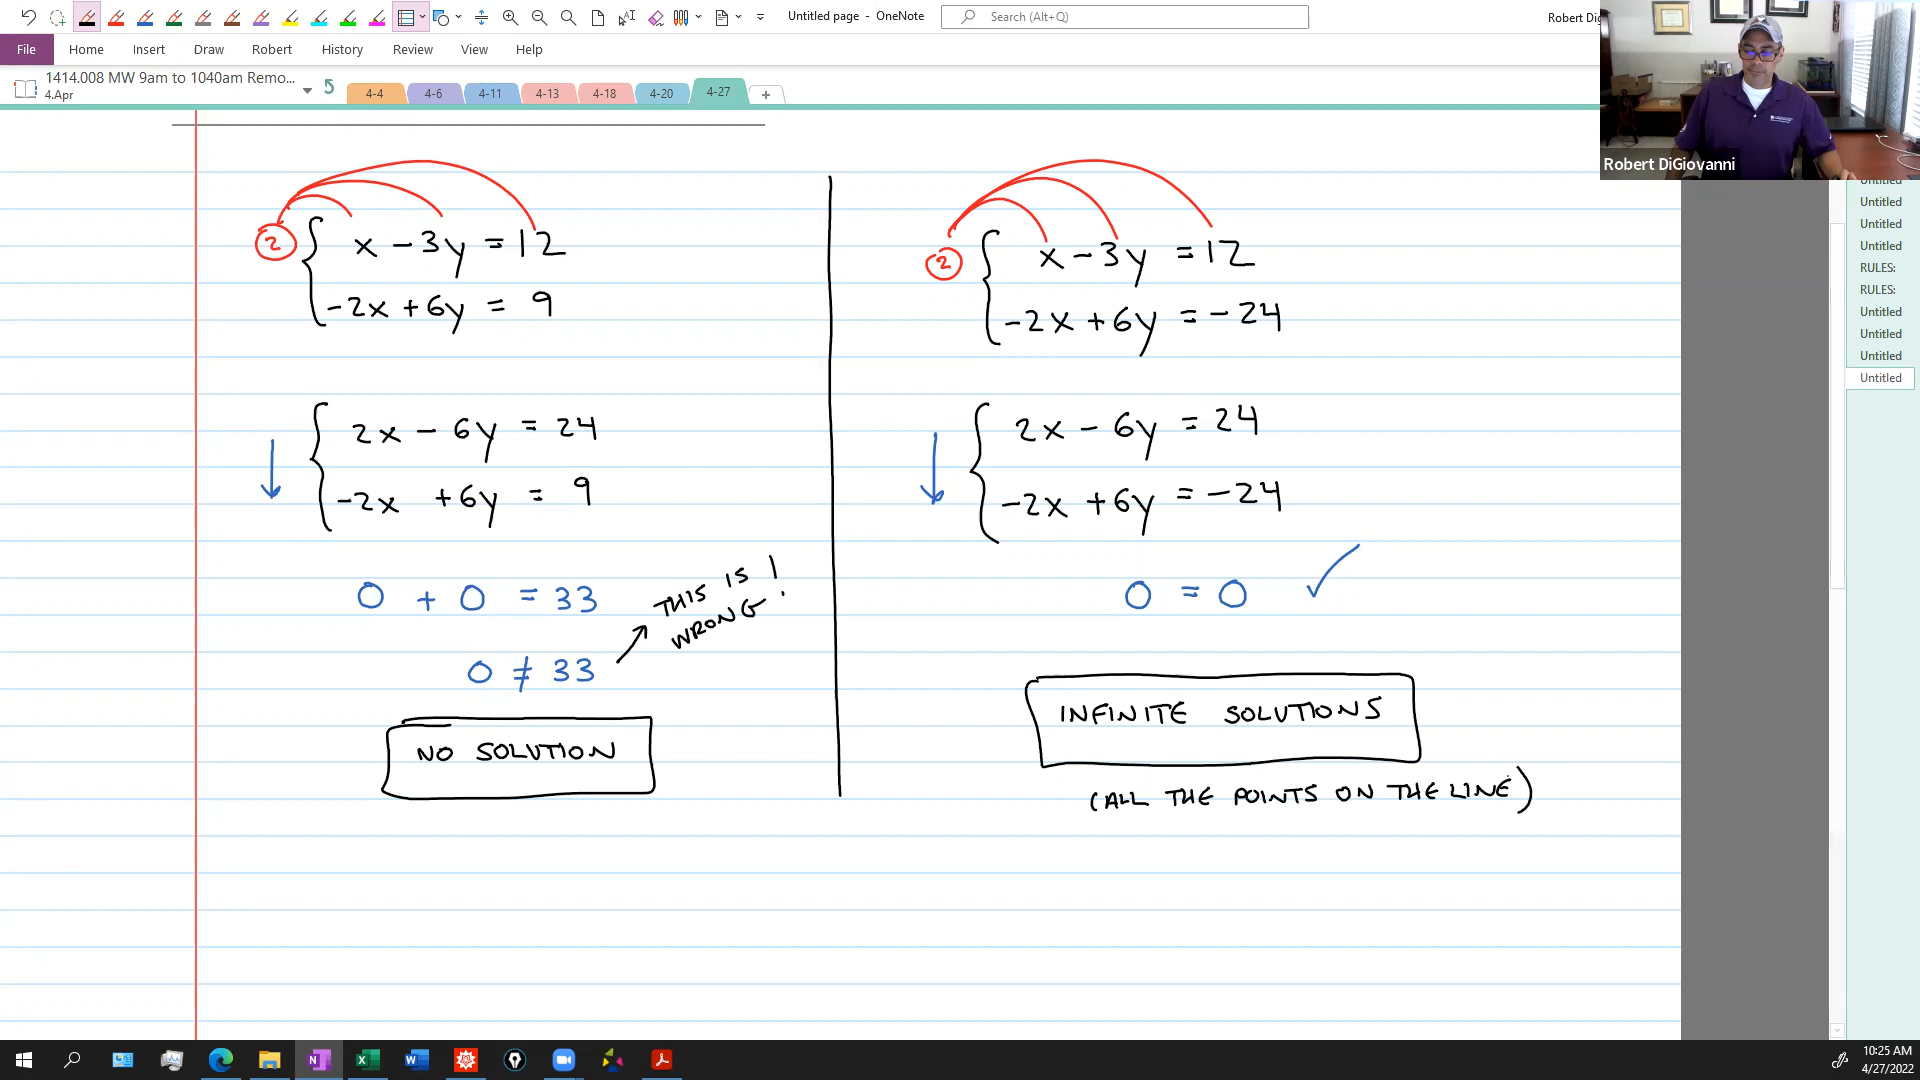 Untitled page - OneNote
Search (Alt+Q)
Robert Di
File Home Insert Draw Robert History Review View Help
1414.008 MW 9am to 1040am Remo...
4.Apr
4-4 4-6 4-11 4-13 4-18 4-20 4-27 +
Robert DiGiovanni
Untitled
Untitled
Untitled
Untitled
RULES:
RULES:
Untitled
Untitled
Untitled
Untitled
2 { x - 3y = 12
-2x + 6y = 9
{ 2x - 6y = 24
-2x + 6y = 9
0 + 0 = 33
THIS IS !
WRONG
0 ≠ 33
NO SOLUTION
2 { x - 3y = 12
-2x + 6y = -24
{ 2x - 6y = 24
-2x + 6y = -24
0 = 0 ✓
INFINITE SOLUTIONS
(ALL THE POINTS ON THE LINE)
10:25 AM
4/27/2022